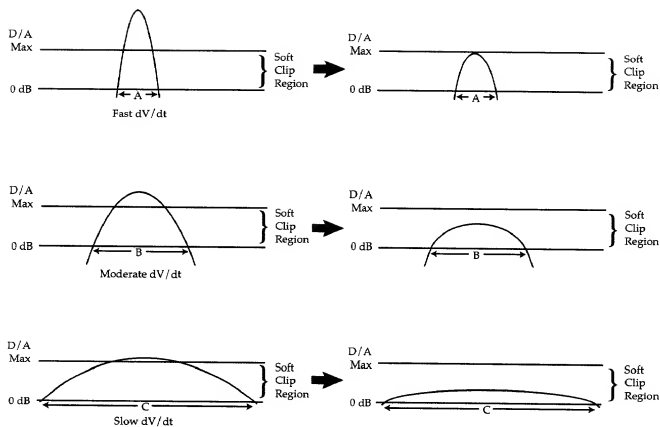 D/A
Max
Soft
Clip
Region
0 dB
A
Fast dV/dt
D/A
Max
Soft
Clip
Region
0 dB
A
D/A
Max
Soft
Clip
Region
0 dB
B
Moderate dV/dt
D/A
Max
Soft
Clip
Region
0 dB
B
D/A
Max
Soft
Clip
Region
0 dB
C
Slow dV/dt
D/A
Max
Soft
Clip
Region
0 dB
C